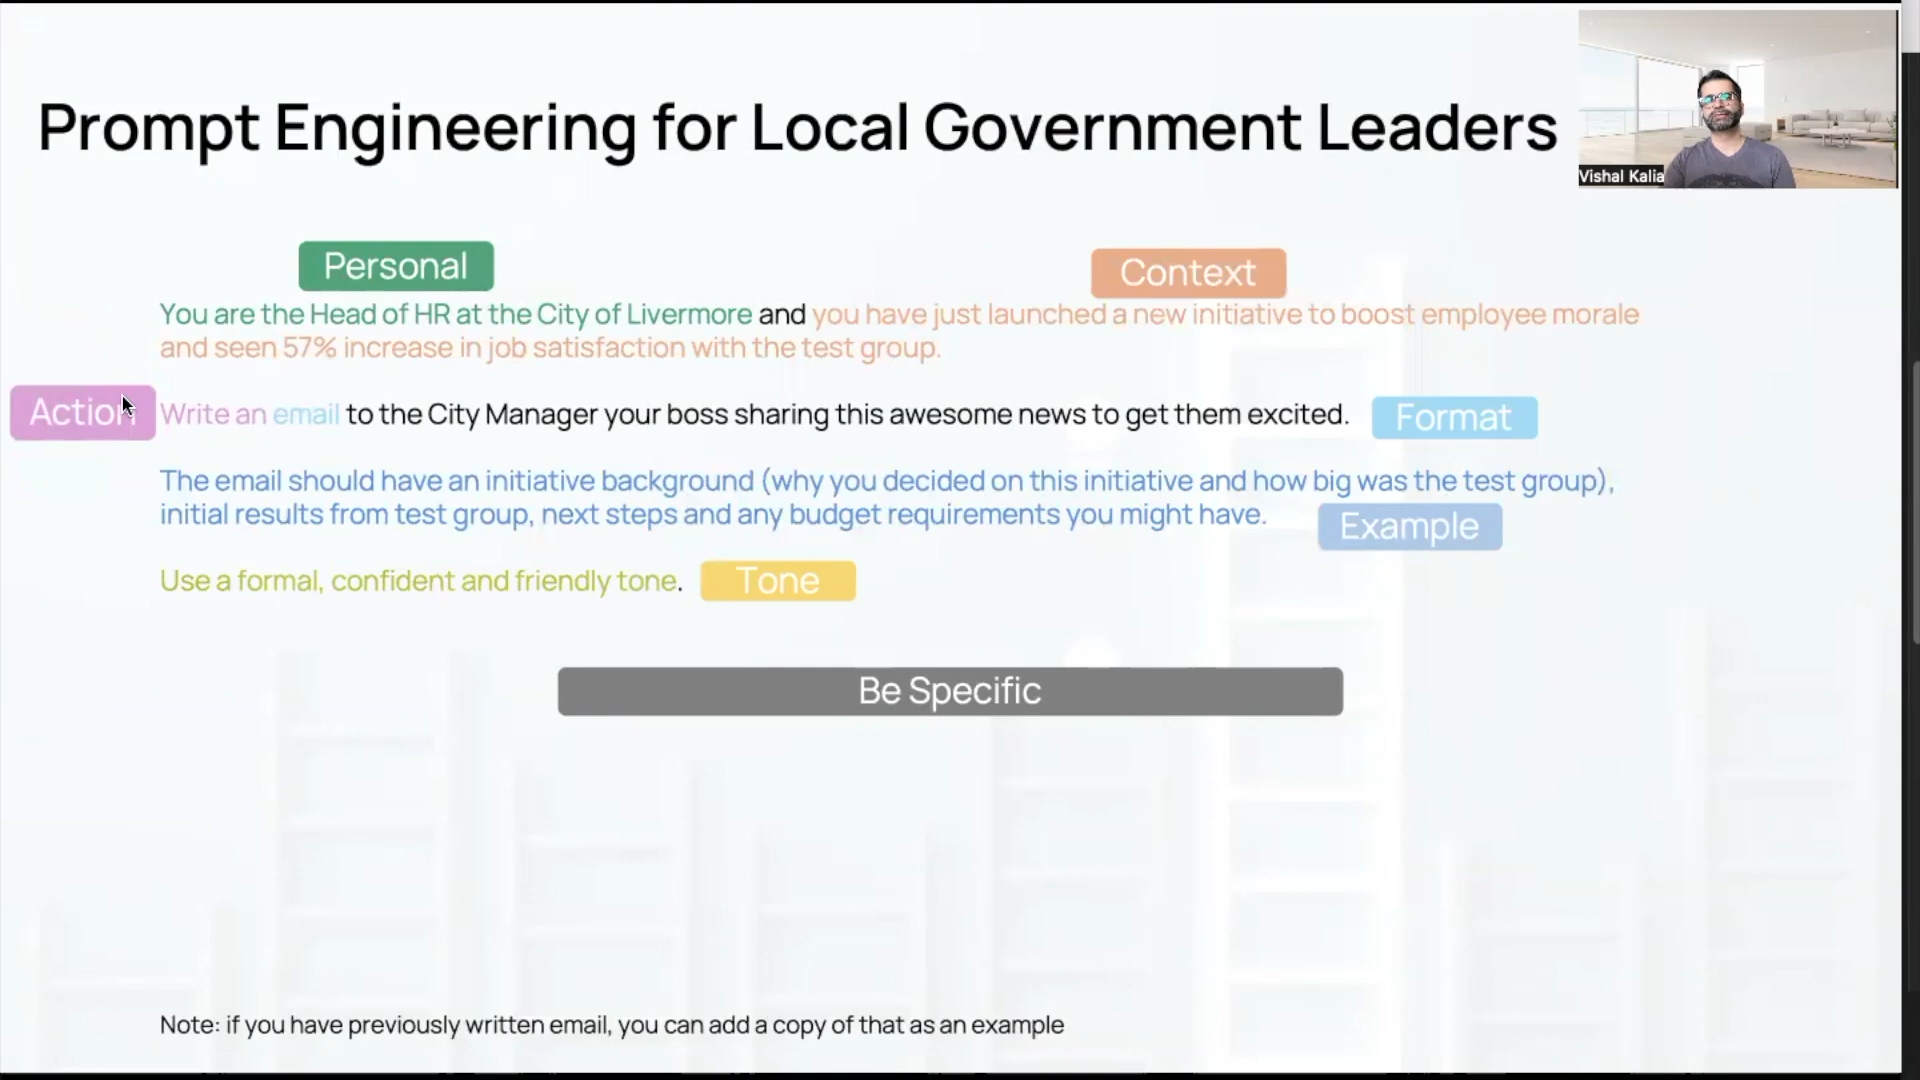 Prompt Engineering for Local Government Leaders
Vishal Kalia
Personal
Context
You are the Head of HR at the City of Livermore and you have just launched a new initiative to boost employee morale
and seen 57% increase in job satisfaction with the test group.
Action
Write an email to the City Manager your boss sharing this awesome news to get them excited.
Format
The email should have an initiative background (why you decided on this initiative and how big was the test group),
initial results from test group, next steps and any budget requirements you might have.
Example
Use a formal, confident and friendly tone.
Tone
Be Specific
Note: if you have previously written email, you can add a copy of that as an example